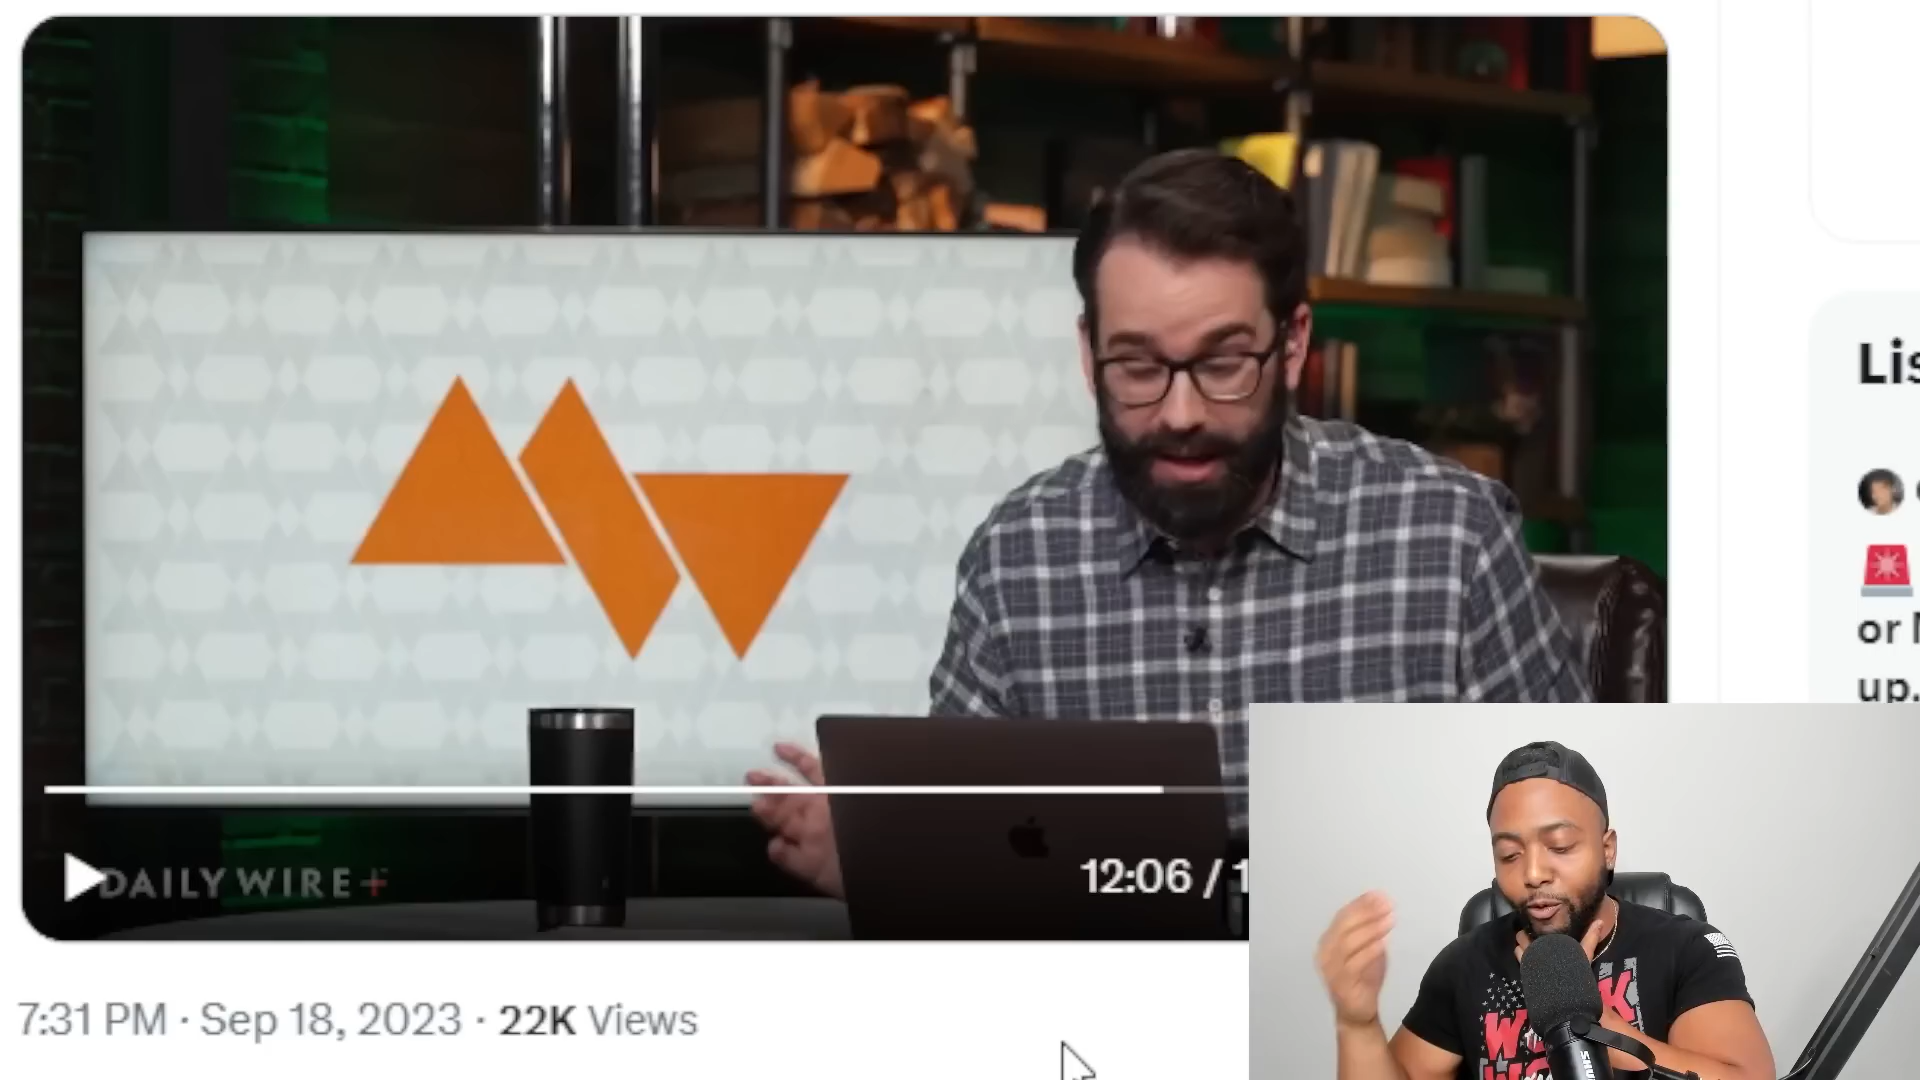 Lis
or
up.
DAILY WIRE+
12:06 / 1
7:31 PM · Sep 18, 2023 · 22K Views